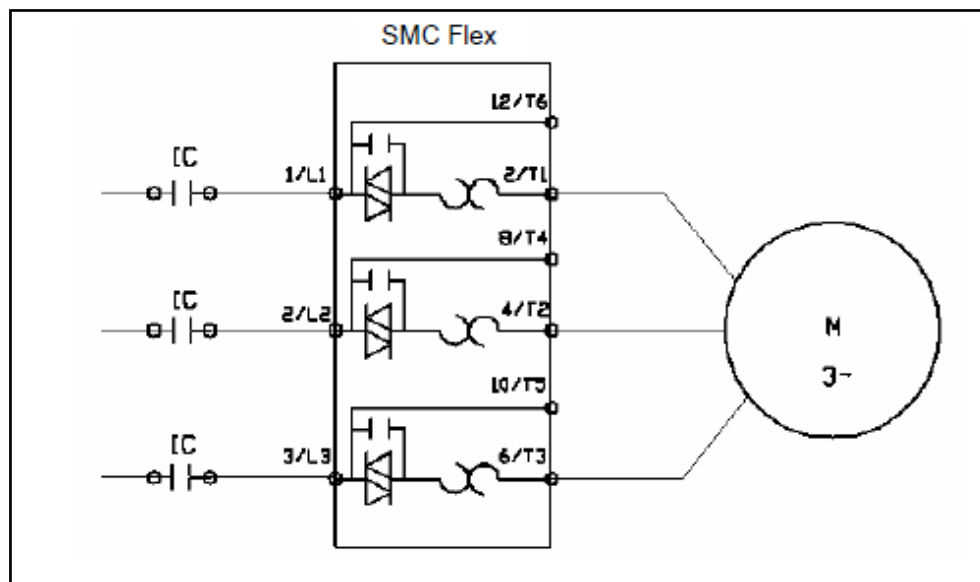 SMC Flex
12/T6
IC
1/L1
2/T1
8/T4
IC
2/L2
4/T2
M
3~
10/T5
IC
3/L3
6/T3